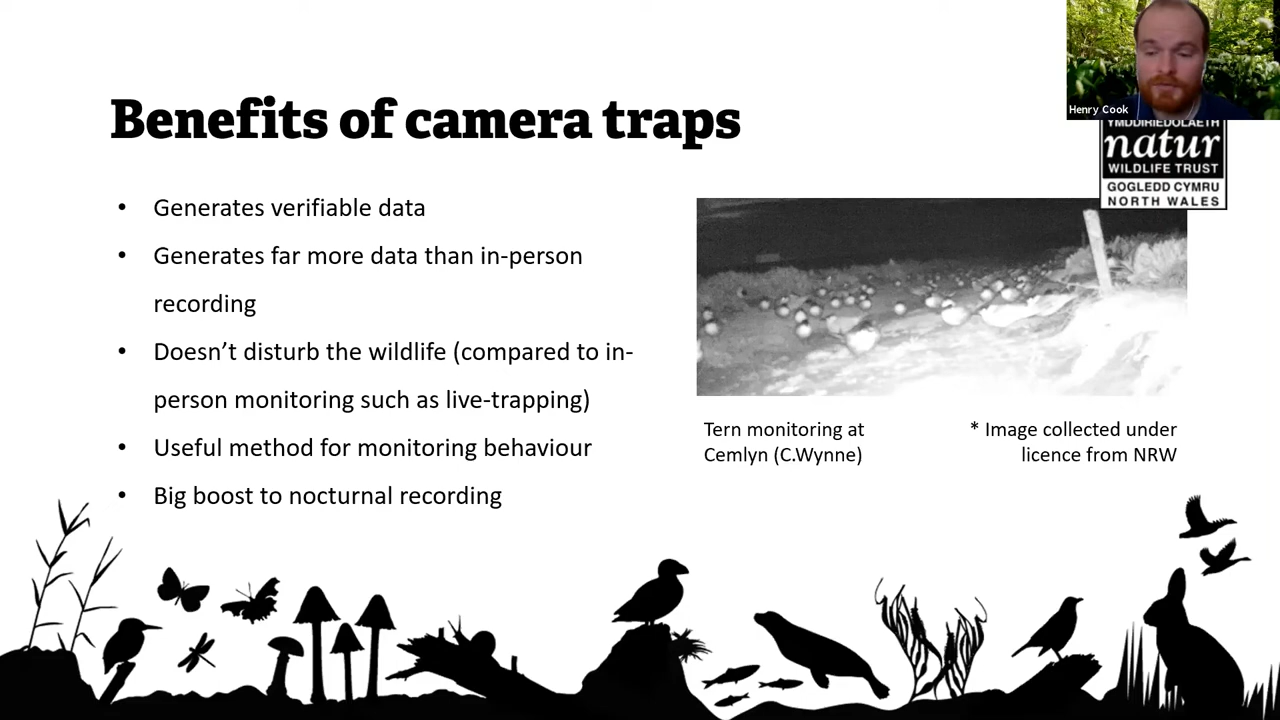 Henry Cook
YMDDIRIEDOLAETH
natur
WILDLIFE TRUST
GOGLEDD CYMRU
NORTH WALES
Benefits of camera traps
• Generates verifiable data
• Generates far more data than in-person
recording
• Doesn’t disturb the wildlife (compared to in-
person monitoring such as live-trapping)
• Useful method for monitoring behaviour
• Big boost to nocturnal recording
Tern monitoring at
Cemlyn (C.Wynne)
* Image collected under
licence from NRW